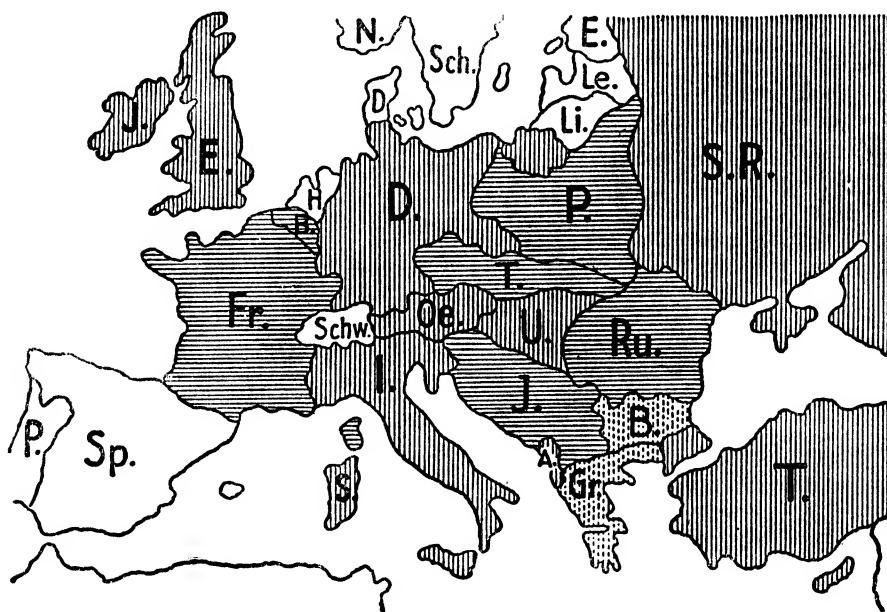 N.
Sch.
E.
Le.
D.
Li.
J.
E.
S.R.
H
D.
P.
B.
T.
Fr.
Schw.
Oe.
U.
Ru.
I.
J.
P.
Sp.
B.
A.
Gr.
S.
T.